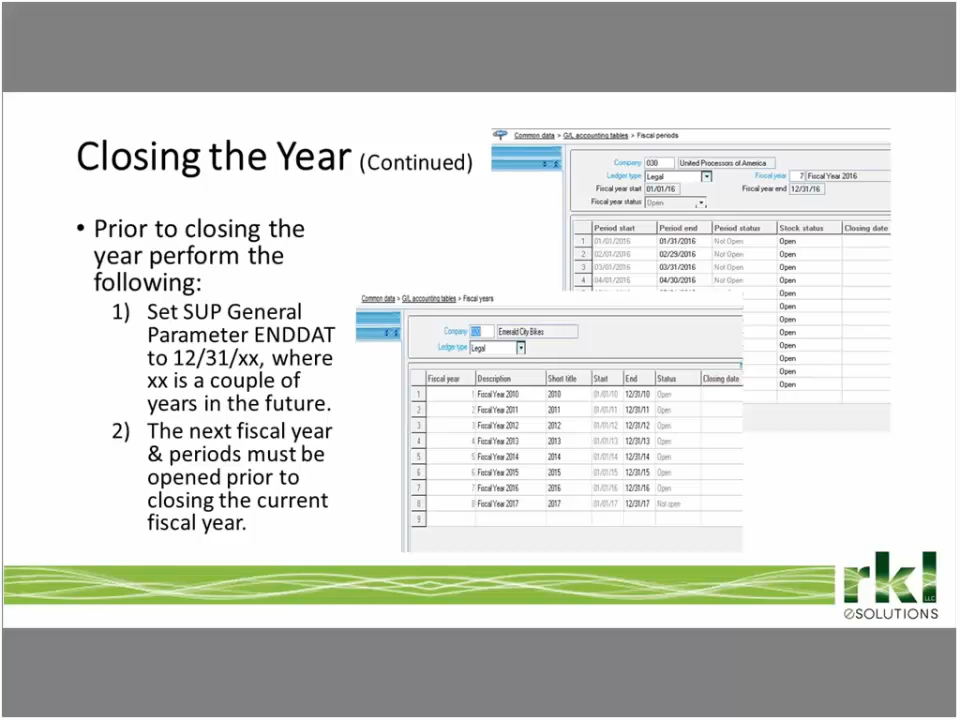 Closing the Year (Continued)
• Prior to closing the
year perform the
following:
1) Set SUP General
Parameter ENDDAT
to 12/31/xx, where
xx is a couple of
years in the future.
2) The next fiscal year
& periods must be
opened prior to
closing the current
fiscal year.
Common data > G/L accounting tables > Fiscal periods
Company 030 United Processors of America
Ledger type Legal Fiscal year 7 Fiscal Year 2016
Fiscal year start 01/01/16 Fiscal year end 12/31/16
Fiscal year status Open
Period start Period end Period status Stock status Closing date
1 01/01/2016 01/31/2016 Not Open Open
2 02/01/2016 02/29/2016 Not Open Open
3 03/01/2016 03/31/2016 Not Open Open
4 04/01/2016 04/30/2016 Not Open Open
Open
Open
Open
Open
Open
Open
Open
Open
Common data > G/L accounting tables > Fiscal years
Company 020 Emerald City Bikes
Ledger type Legal
Fiscal year Description Short title Start End Status Closing date
1 1 Fiscal Year 2010 2010 01/01/10 12/31/10 Open
2 2 Fiscal Year 2011 2011 01/01/11 12/31/11 Open
3 3 Fiscal Year 2012 2012 01/01/12 12/31/12 Open
4 4 Fiscal Year 2013 2013 01/01/13 12/31/13 Open
5 5 Fiscal Year 2014 2014 01/01/14 12/31/14 Open
6 6 Fiscal Year 2015 2015 01/01/15 12/31/15 Open
7 7 Fiscal Year 2016 2016 01/01/16 12/31/16 Open
8 8 Fiscal Year 2017 2017 01/01/17 12/31/17 Not open
9
rkl
LLC
eSOLUTIONS